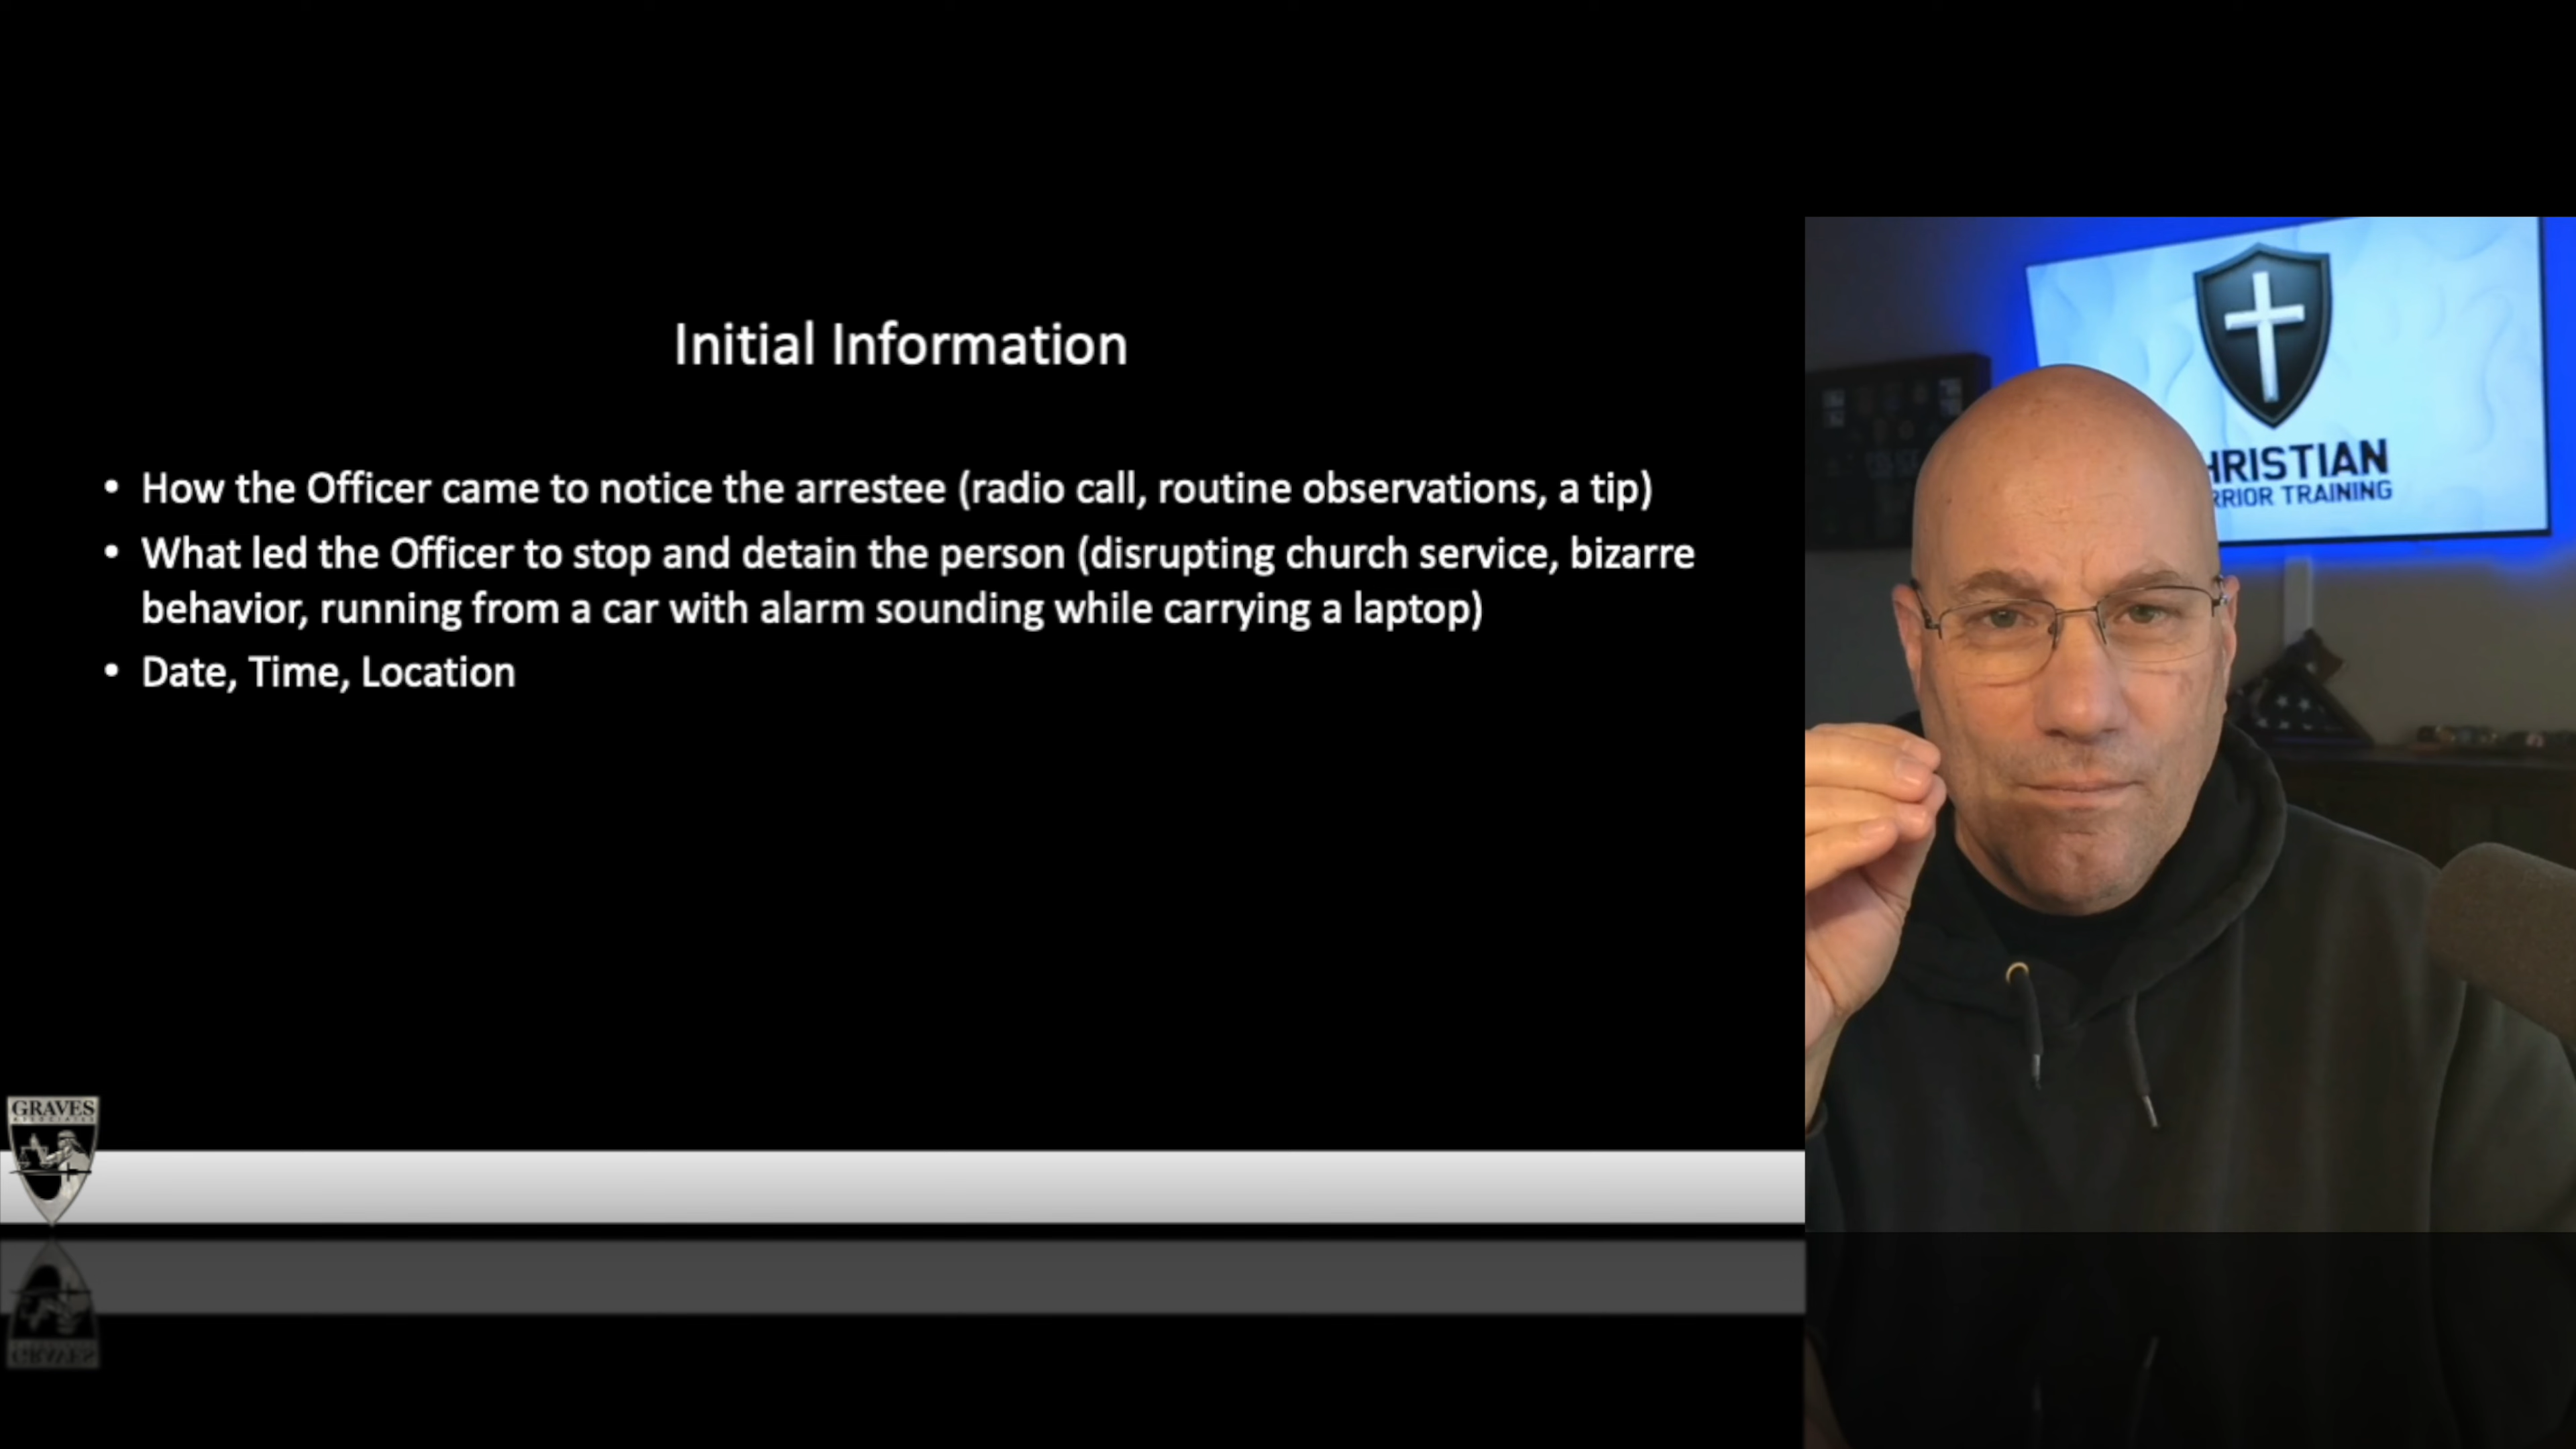 Initial Information
• How the Officer came to notice the arrestee (radio call, routine observations, a tip)
• What led the Officer to stop and detain the person (disrupting church service, bizarre
behavior, running from a car with alarm sounding while carrying a laptop)
• Date, Time, Location
HRISTIAN
RRIOR TRAINING
GRAVES